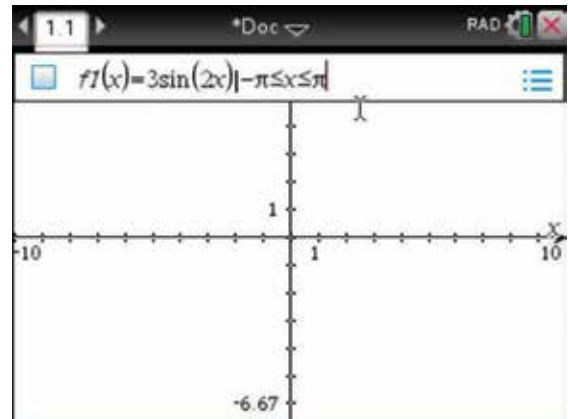 1.1 *Doc RAD
f1(x)=3sin(2x)|-π≤x≤π
1
x
-10 1 10
-6.67